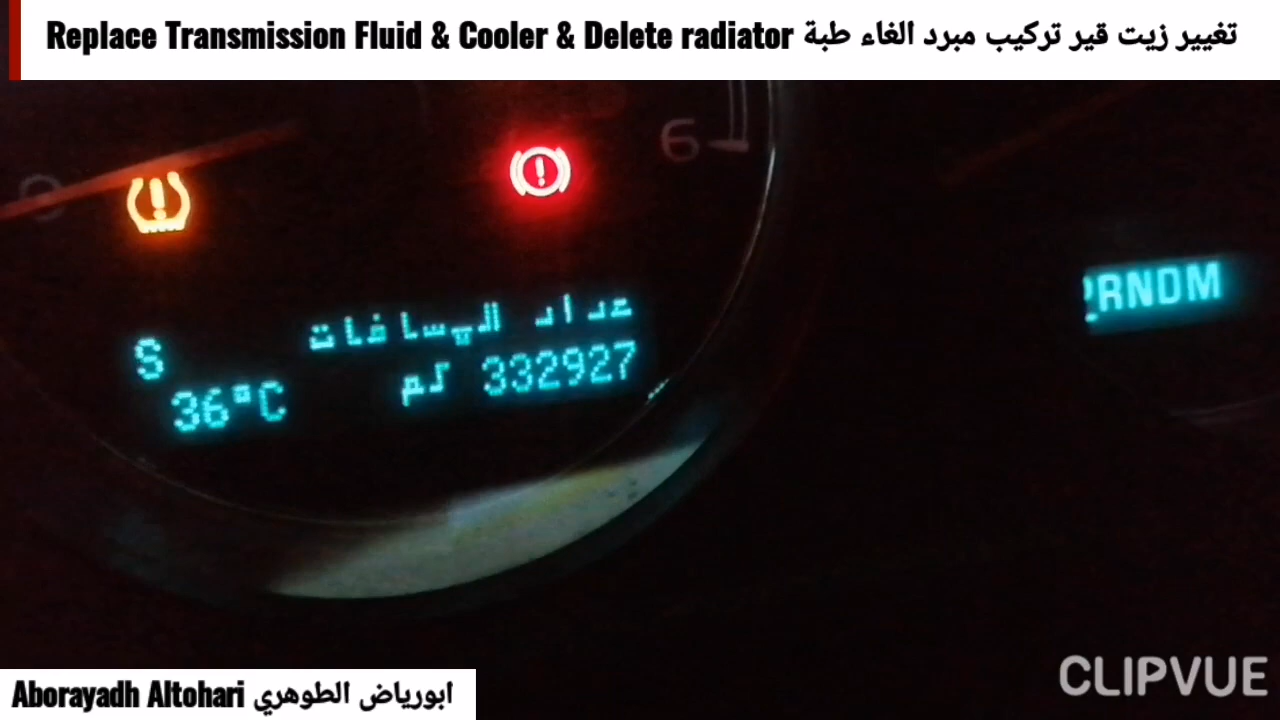 Replace Transmission Fluid & Cooler & Delete radiator تغيير زيت قير تركيب مبرد الغاء طبة
6
عداد المسافات
S
332927 كم
36°C
PRNDM
CLIPVUE
Aborayadh Altohari ابورياض الطوهري